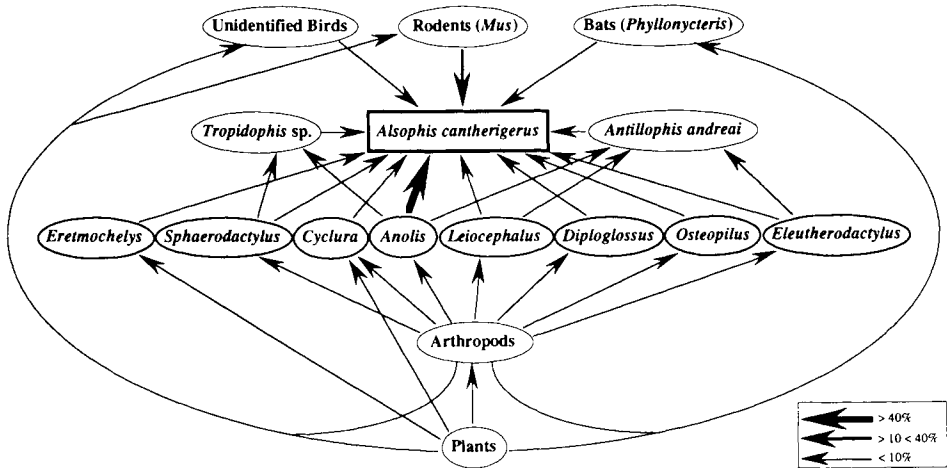 Unidentified Birds
Rodents (Mus)
Bats (Phyllonycteris)
Tropidophis sp.
Alsophis cantherigerus
Antillophis andreai
Eretmochelys
Sphaerodactylus
Cyclura
Anolis
Leiocephalus
Diploglossus
Osteopilus
Eleutherodactylus
Arthropods
Plants
> 40%
> 10 < 40%
< 10%